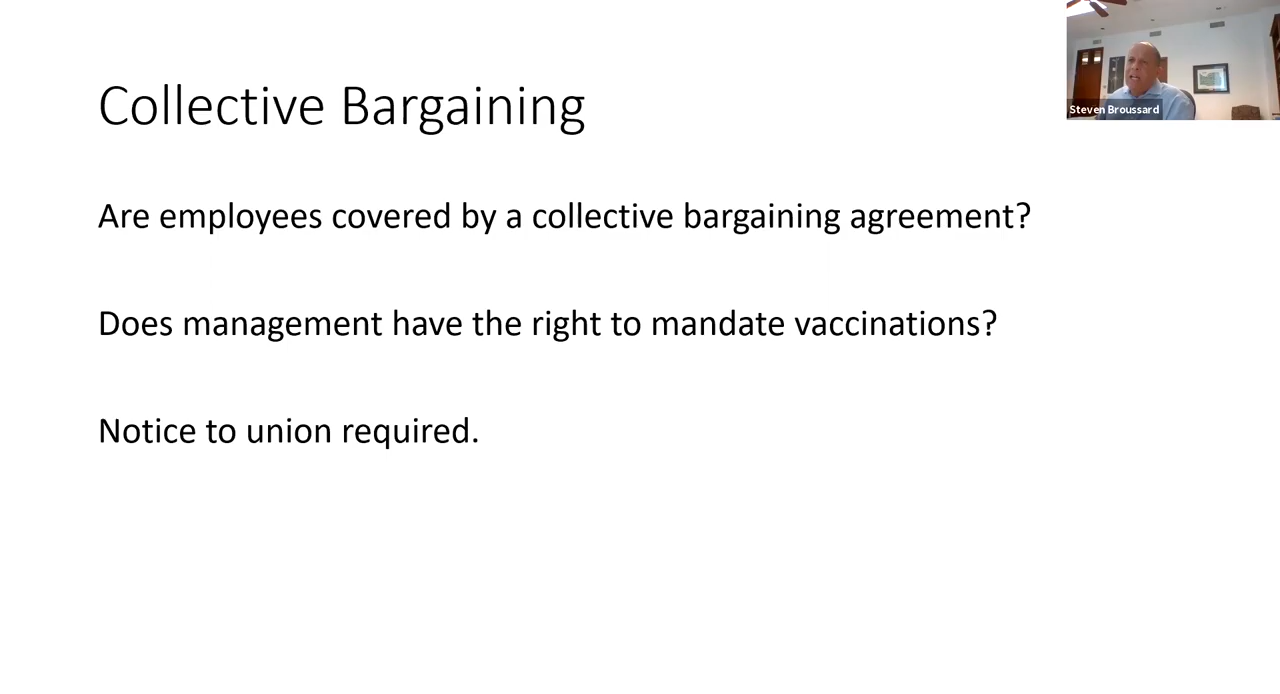 Collective Bargaining
Are employees covered by a collective bargaining agreement?
Does management have the right to mandate vaccinations?
Notice to union required.
Steven Broussard